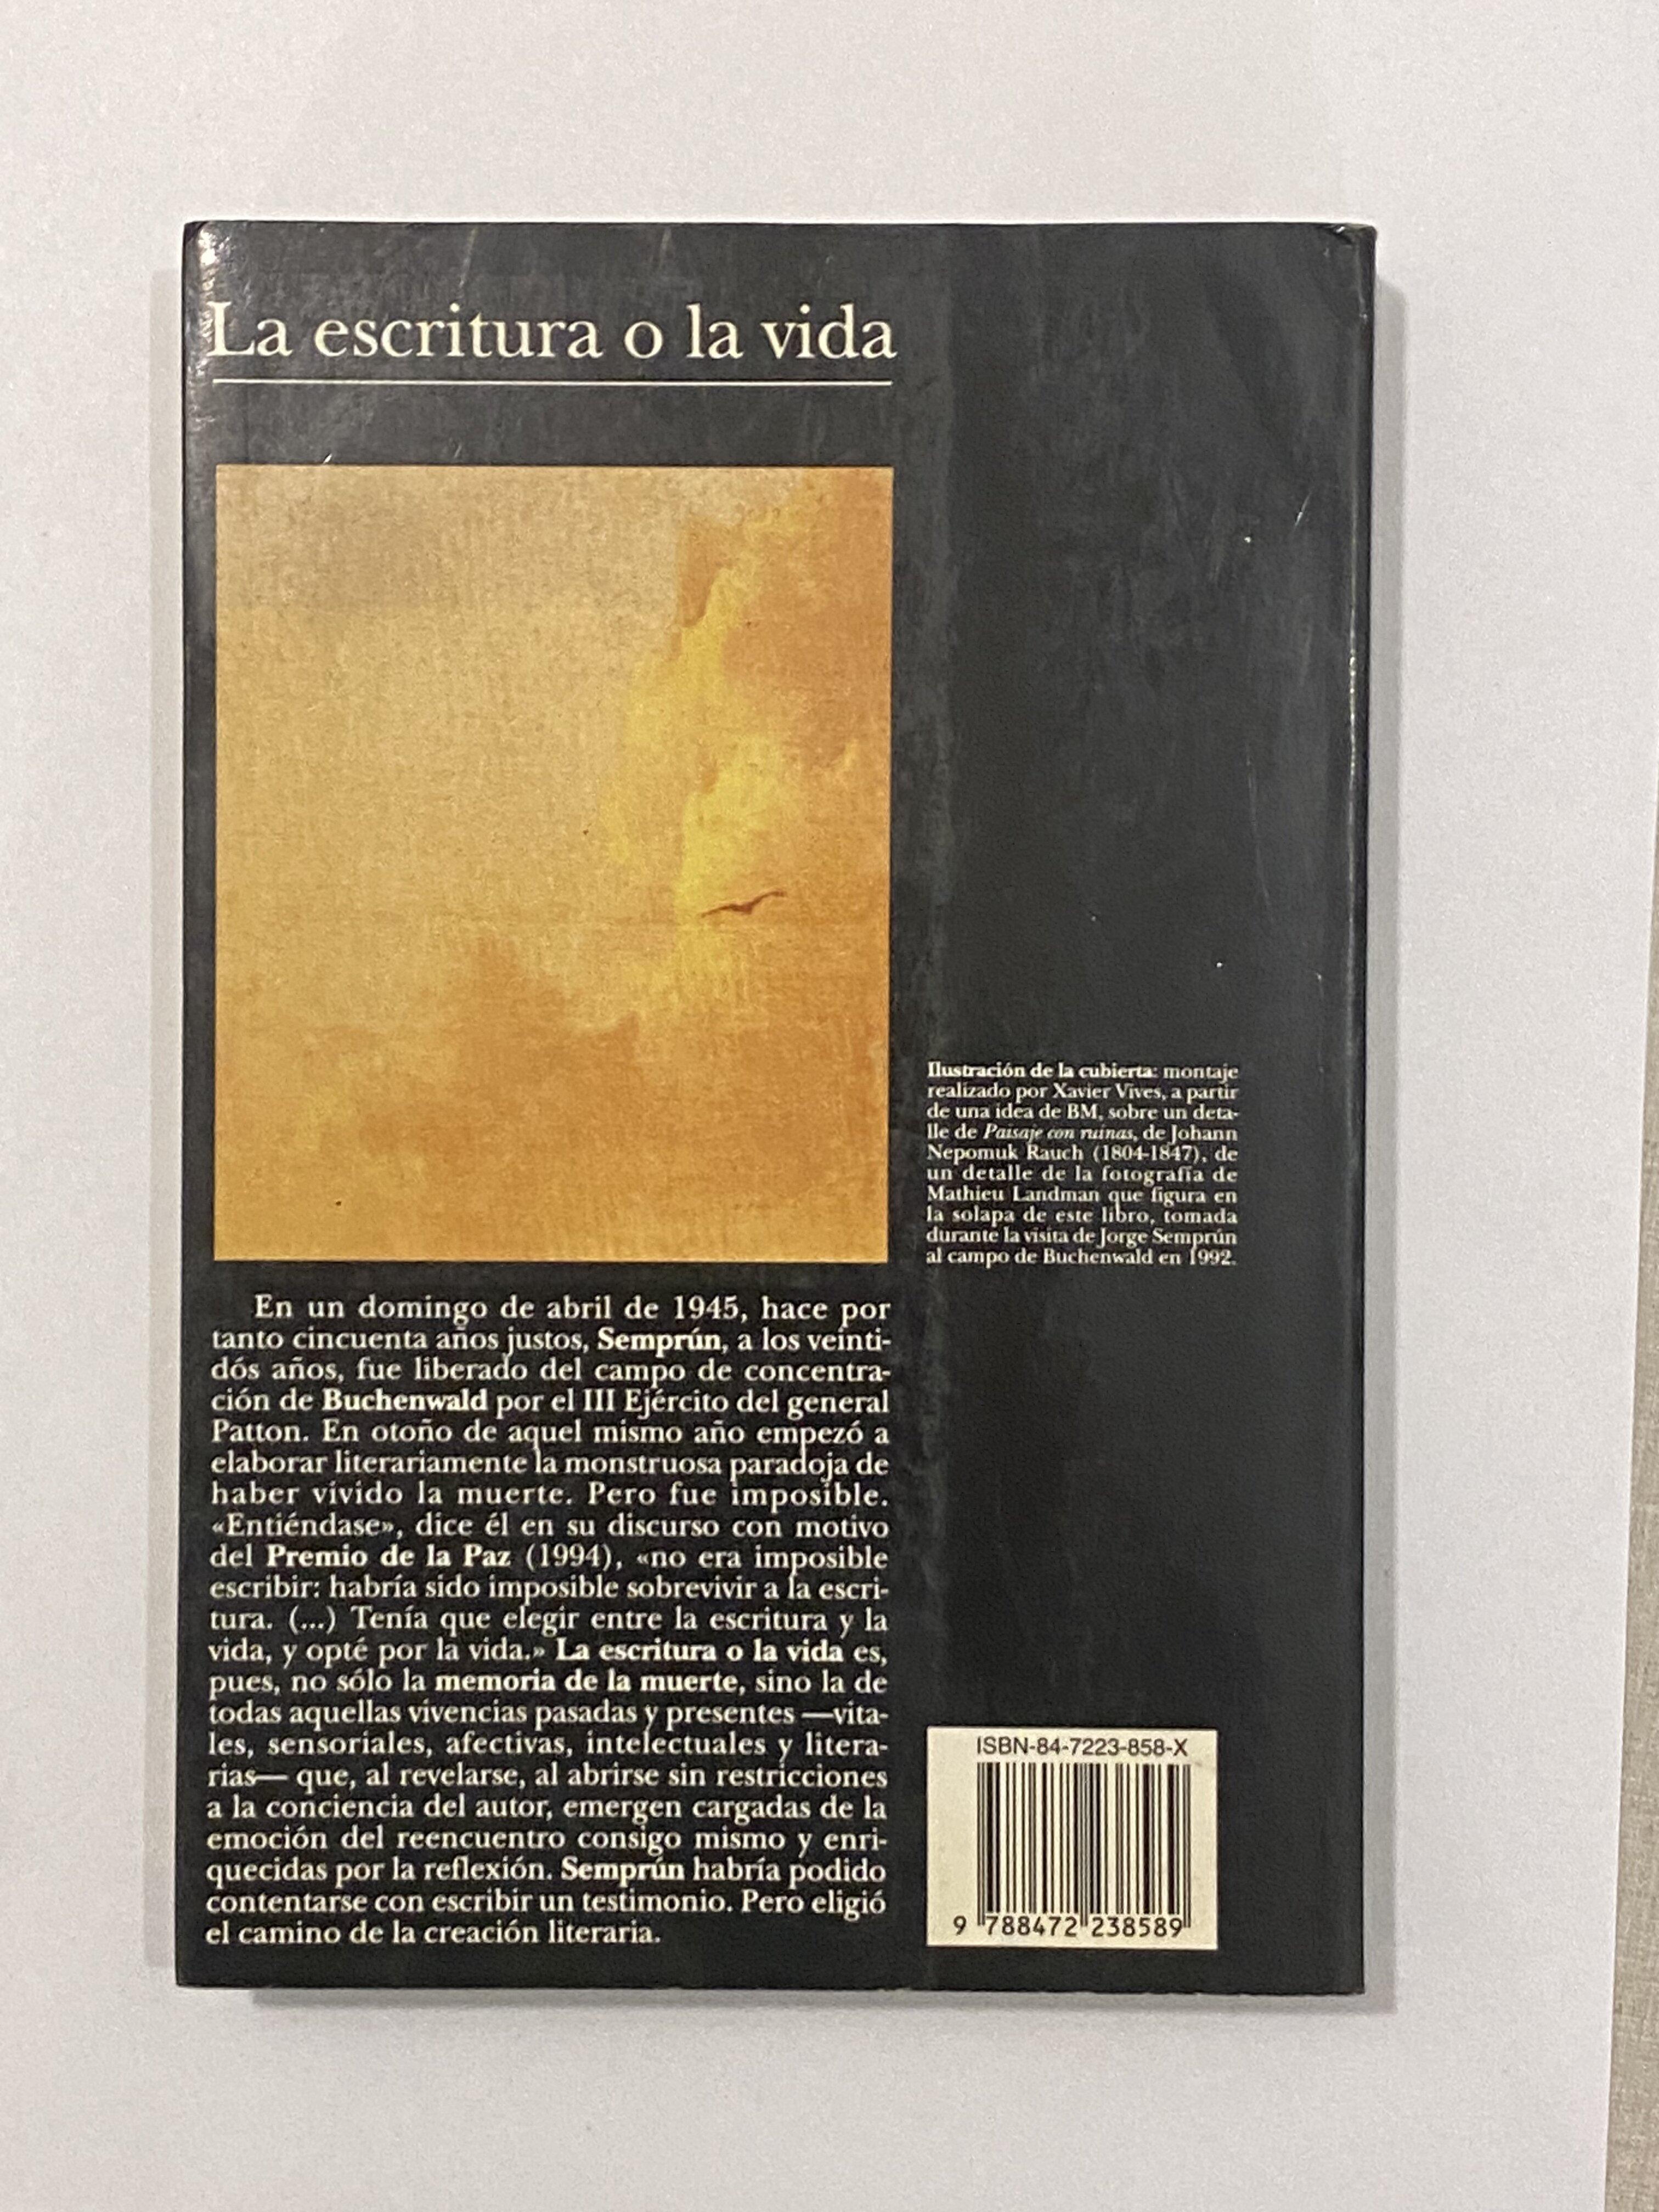 La escritura o la vida
Ilustración de la cubierta: montaje
realizado por Xavier Vives, a partir
de una idea de BM, sobre un deta-
lle de Paisaje con ruinas, de Johann
Nepomuk Rauch (1804-1847), de
un detalle de la fotografía de
Mathieu Landman que figura en
la solapa de este libro, tomada
durante la visita de Jorge Semprún
al campo de Buchenwald en 1992.
En un domingo de abril de 1945, hace por
tanto cincuenta años justos, Semprún, a los veinti-
dós años, fue liberado del campo de concentra-
ción de Buchenwald por el III Ejército del general
Patton. En otoño de aquel mismo año empezó a
elaborar literariamente la monstruosa paradoja de
haber vivido la muerte. Pero fue imposible.
«Entiéndase», dice él en su discurso con motivo
del Premio de la Paz (1994), «no era imposible
escribir: habría sido imposible sobrevivir a la escri-
tura. (...) Tenía que elegir entre la escritura y la
vida, y opté por la vida.» La escritura o la vida es,
pues, no sólo la memoria de la muerte, sino la de
todas aquellas vivencias pasadas y presentes —vita-
les, sensoriales, afectivas, intelectuales y litera-
rias— que, al revelarse, al abrirse sin restricciones
a la conciencia del autor, emergen cargadas de la
emoción del reencuentro consigo mismo y enri-
quecidas por la reflexión. Semprún habría podido
contentarse con escribir un testimonio. Pero eligió
el camino de la creación literaria.
ISBN-84-7223-858-X
9 788472 238589